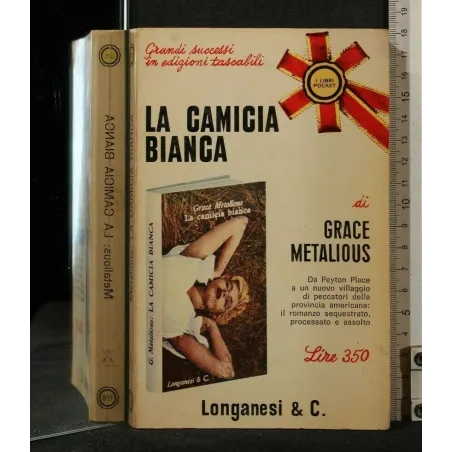 Grandi successi
in edizioni tascabili
I LIBRI
POCKET
LA CAMICIA
BIANCA
di
GRACE
METALIOUS
Da Peyton Place
a un nuovo villaggio
di peccatori della
provincia americana:
il romanzo sequestrato,
processato e assolto
Lire 350
Grace Metalious
La camicia bianca
G. Metalious: LA CAMICIA BIANCA
Longanesi & C.
Longanesi & C.
Metalious: LA CAMICIA BIANCA